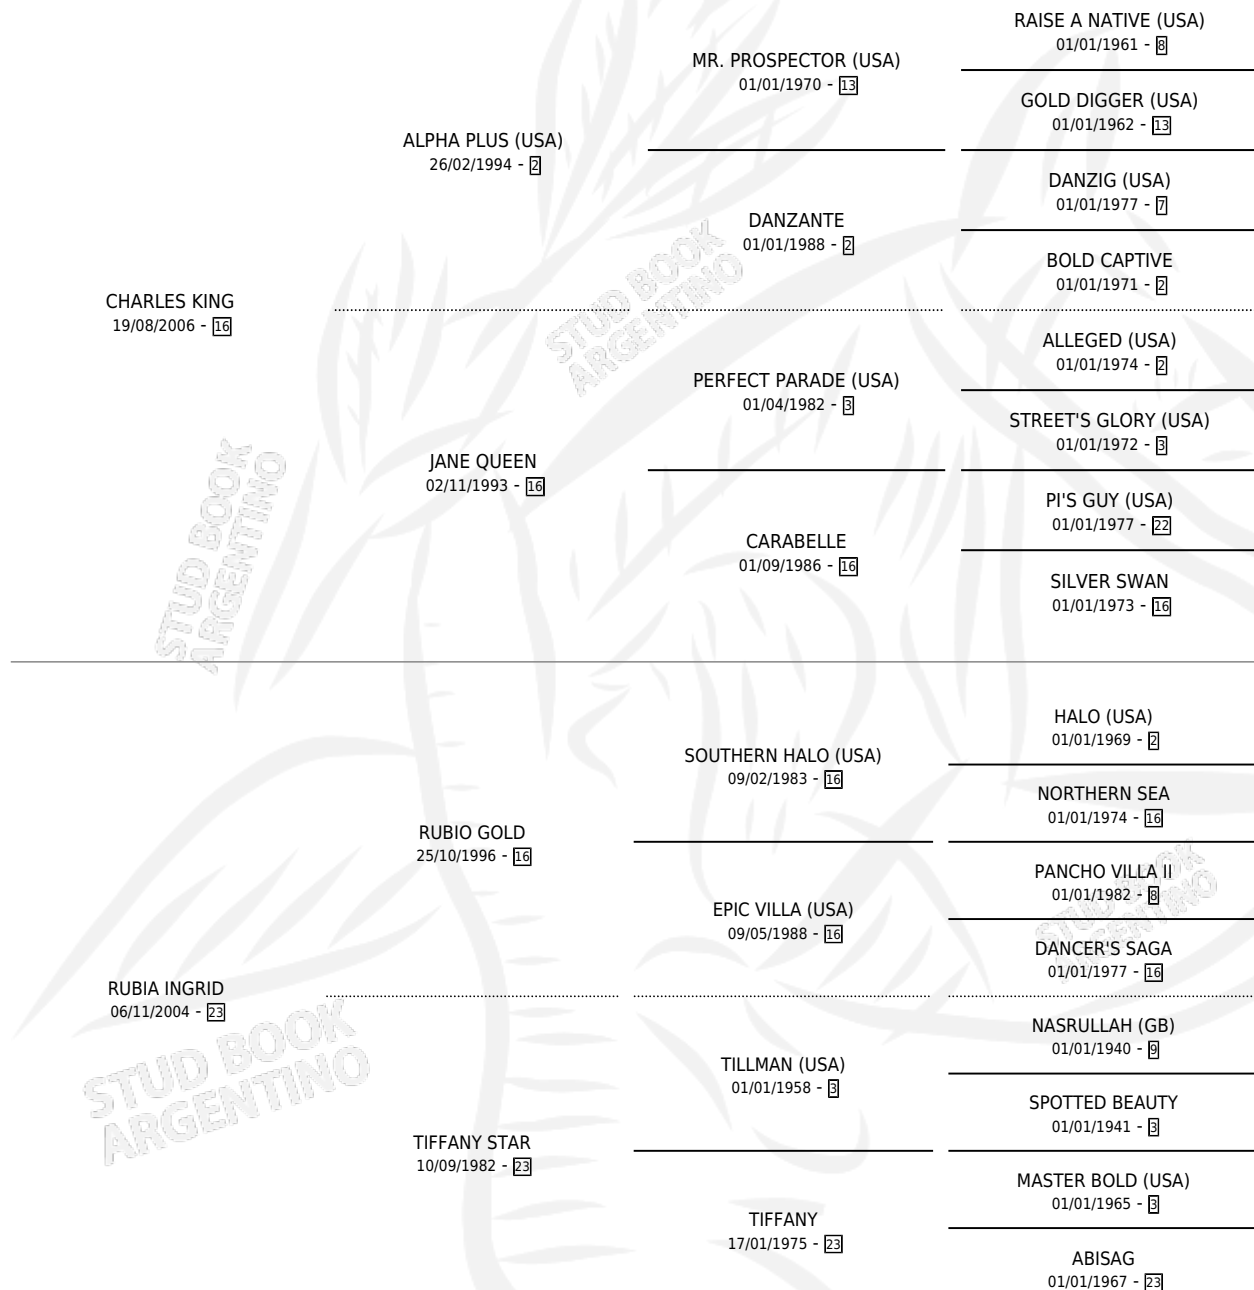 RAISE A NATIVE (USA)
01/01/1961 - 8
MR. PROSPECTOR (USA)
01/01/1970 - 13
GOLD DIGGER (USA)
01/01/1962 - 13
ALPHA PLUS (USA)
26/02/1994 - 2
DANZIG (USA)
01/01/1977 - 7
DANZANTE
01/01/1988 - 2
BOLD CAPTIVE
01/01/1971 - 2
CHARLES KING
19/08/2006 - 16
ALLEGED (USA)
01/01/1974 - 2
PERFECT PARADE (USA)
01/04/1982 - 3
STREET'S GLORY (USA)
01/01/1972 - 3
JANE QUEEN
02/11/1993 - 16
PI'S GUY (USA)
01/01/1977 - 22
CARABELLE
01/09/1986 - 16
SILVER SWAN
01/01/1973 - 16
HALO (USA)
01/01/1969 - 2
SOUTHERN HALO (USA)
09/02/1983 - 16
NORTHERN SEA
01/01/1974 - 16
RUBIO GOLD
25/10/1996 - 16
PANCHO VILLA II
01/01/1982 - 8
EPIC VILLA (USA)
09/05/1988 - 16
DANCER'S SAGA
01/01/1977 - 16
RUBIA INGRID
06/11/2004 - 23
NASRULLAH (GB)
01/01/1940 - 9
TILLMAN (USA)
01/01/1958 - 3
SPOTTED BEAUTY
01/01/1941 - 3
TIFFANY STAR
10/09/1982 - 23
MASTER BOLD (USA)
01/01/1965 - 3
TIFFANY
17/01/1975 - 23
ABISAG
01/01/1967 - 23
STUD BOOK
ARGENTINO
STUD BOOK
ARGENTINO
STUD BOOK
ARGENTINO
STUD BOOK
ARGENTINO